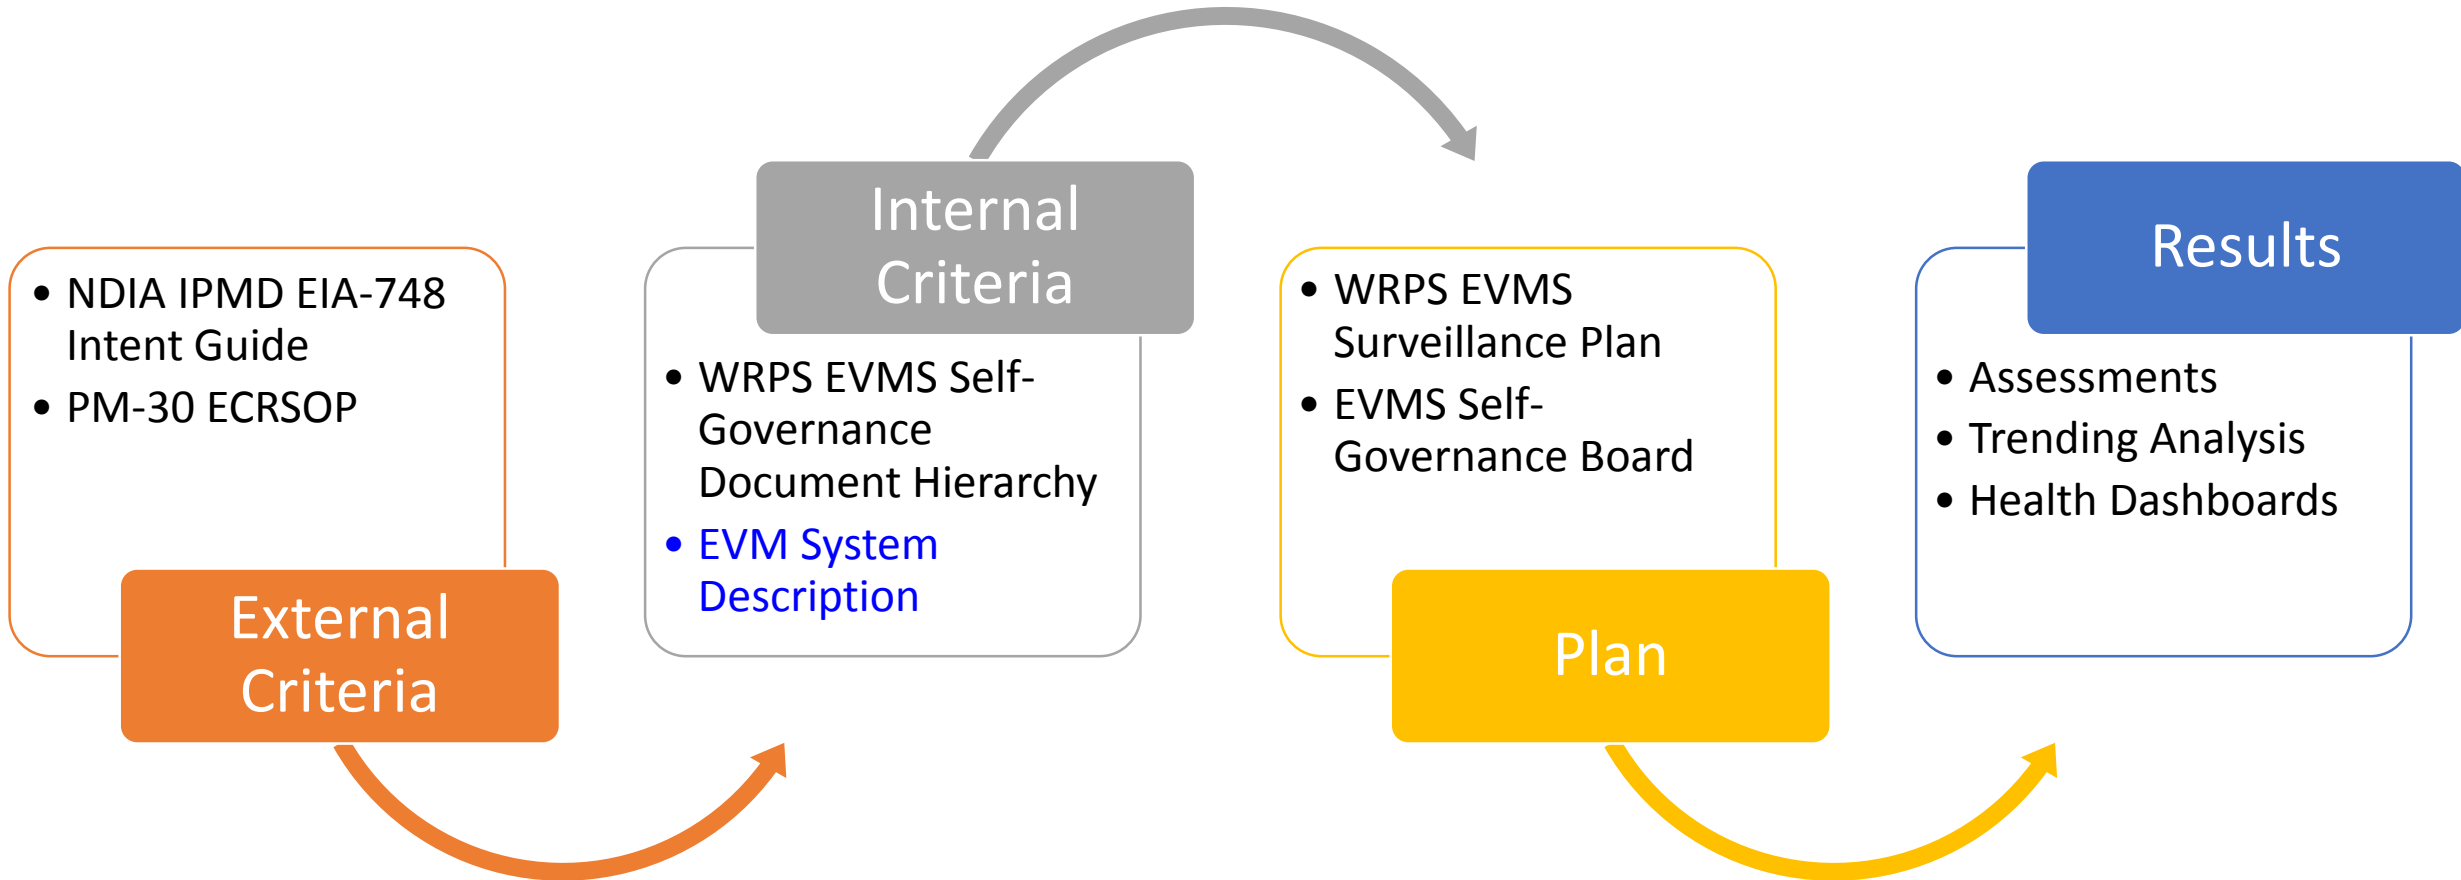 • NDIA IPMD EIA-748
Intent Guide
• PM-30 ECRSOP
External
Criteria
Internal
Criteria
• WRPS EVMS Self-
Governance
Document Hierarchy
• EVM System
Description
• WRPS EVMS
Surveillance Plan
• EVMS Self-
Governance Board
Plan
Results
• Assessments
• Trending Analysis
• Health Dashboards